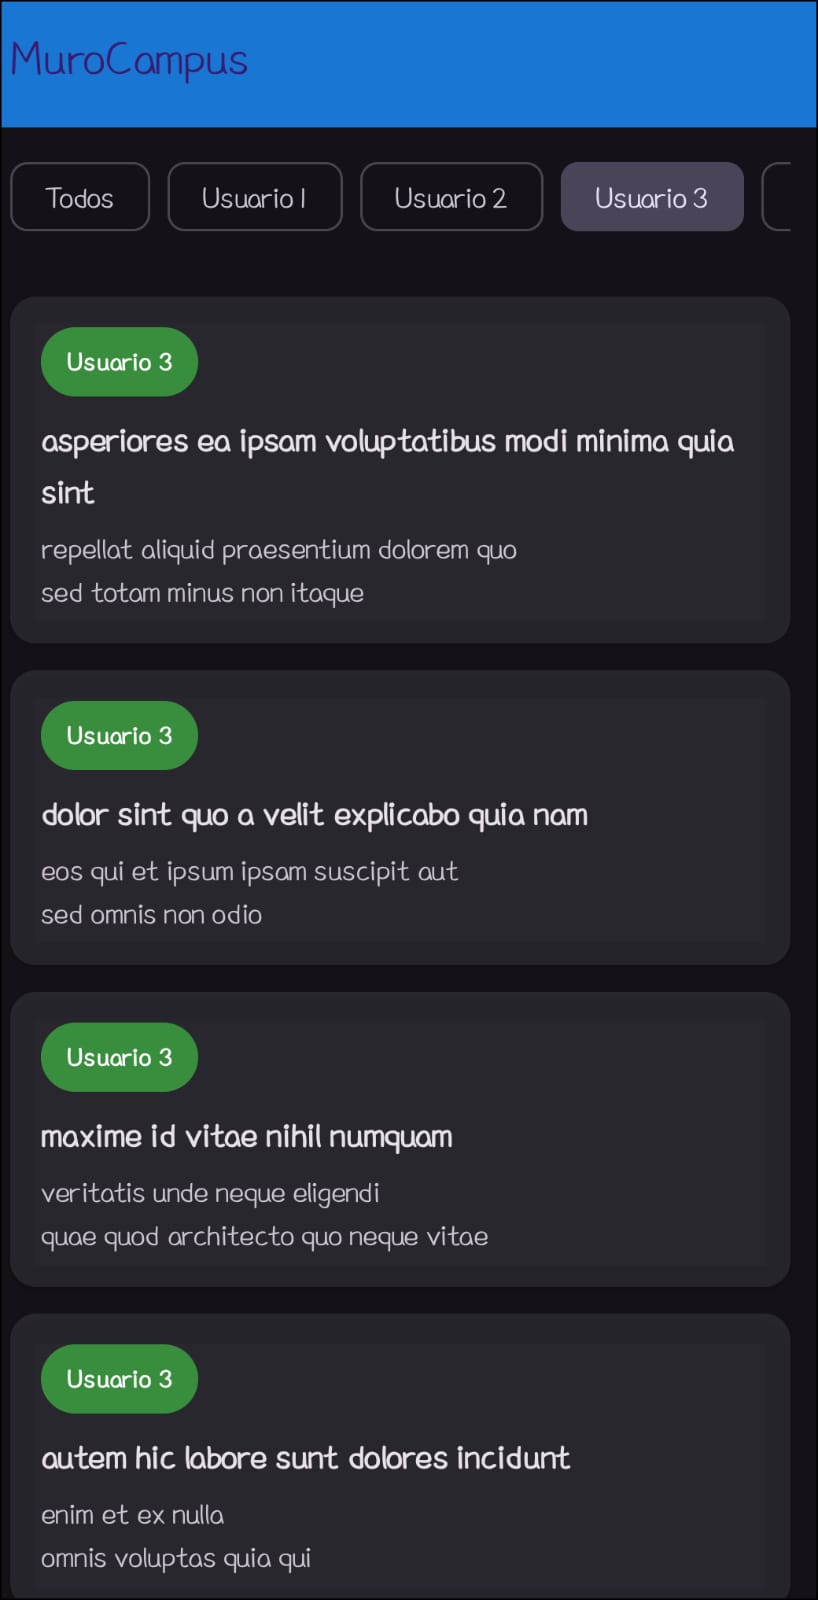 MuroCampus
Todos
Usuario 1
Usuario 2
Usuario 3
Usuario 3
asperiores ea ipsam voluptatibus modi minima quia
sint
repellat aliquid praesentium dolorem quo
sed totam minus non itaque
Usuario 3
dolor sint quo a velit explicabo quia nam
eos qui et ipsum ipsam suscipit aut
sed omnis non odio
Usuario 3
maxime id vitae nihil numquam
veritatis unde neque eligendi
quae quod architecto quo neque vitae
Usuario 3
autem hic labore sunt dolores incidunt
enim et ex nulla
omnis voluptas quia qui